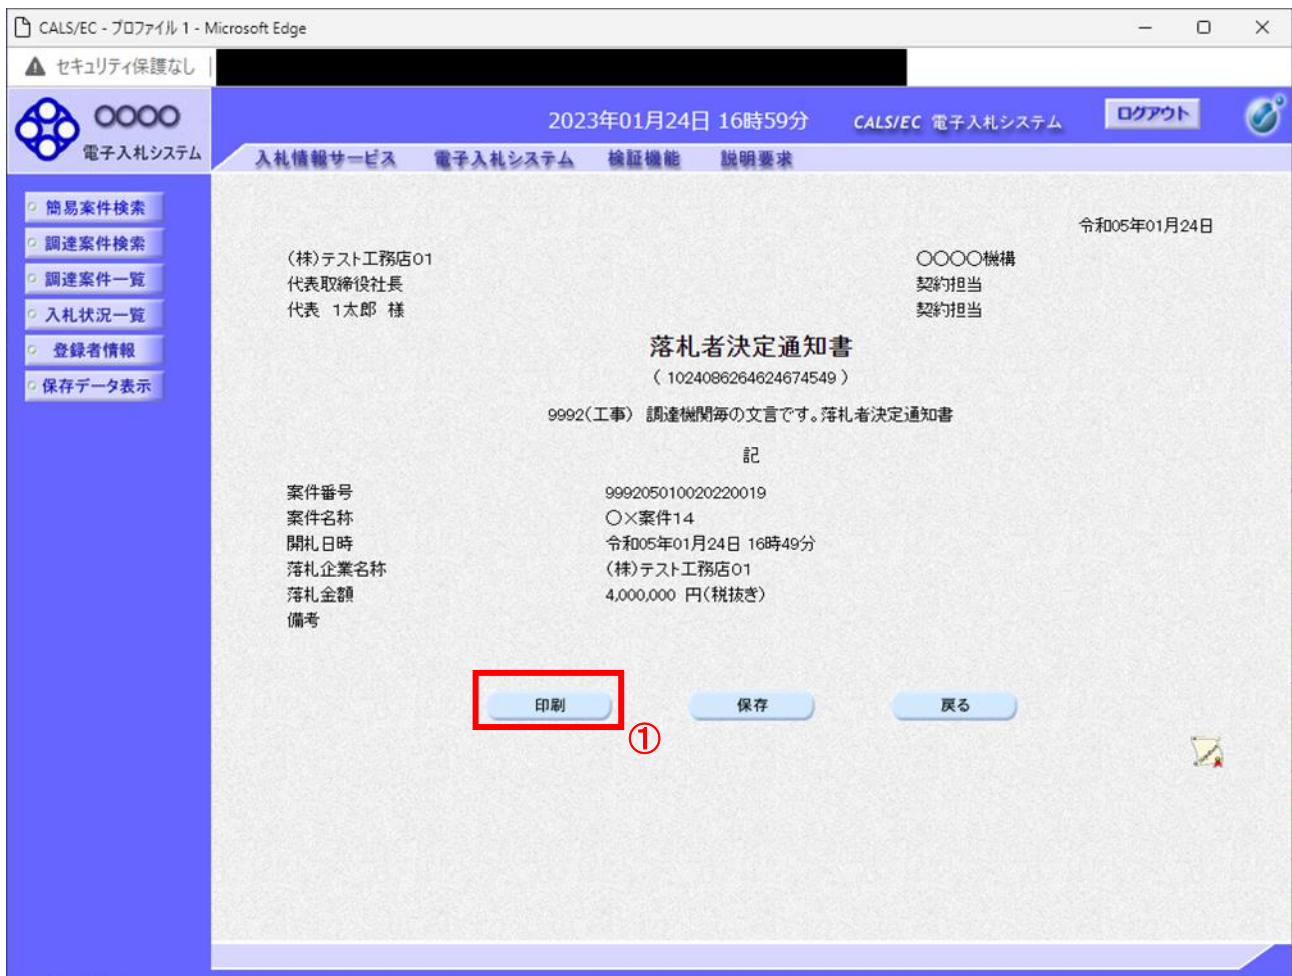 CALS/EC - プロファイル 1 - Microsoft Edge
セキュリティ保護なし
〇〇〇〇
電子入札システム
2023年01月24日 16時59分
CALS/EC 電子入札システム
ログアウト
入札情報サービス 電子入札システム 検証機能 説明要求
簡易案件検索
調達案件検索
調達案件一覧
入札状況一覧
登録者情報
保存データ表示
令和05年01月24日
(株)テスト工務店01
代表取締役社長
代表 1太郎 様
〇〇〇〇機構
契約担当
契約担当
落札者決定通知書
( 1024086264624674549 )
9992(工事) 調達機関毎の文言です。落札者決定通知書
記
案件番号 999205010020220019
案件名称 〇×案件14
開札日時 令和05年01月24日 16時49分
落札企業名称 (株)テスト工務店01
落札金額 4,000,000 円(税抜き)
備考
印刷 保存 戻る
①